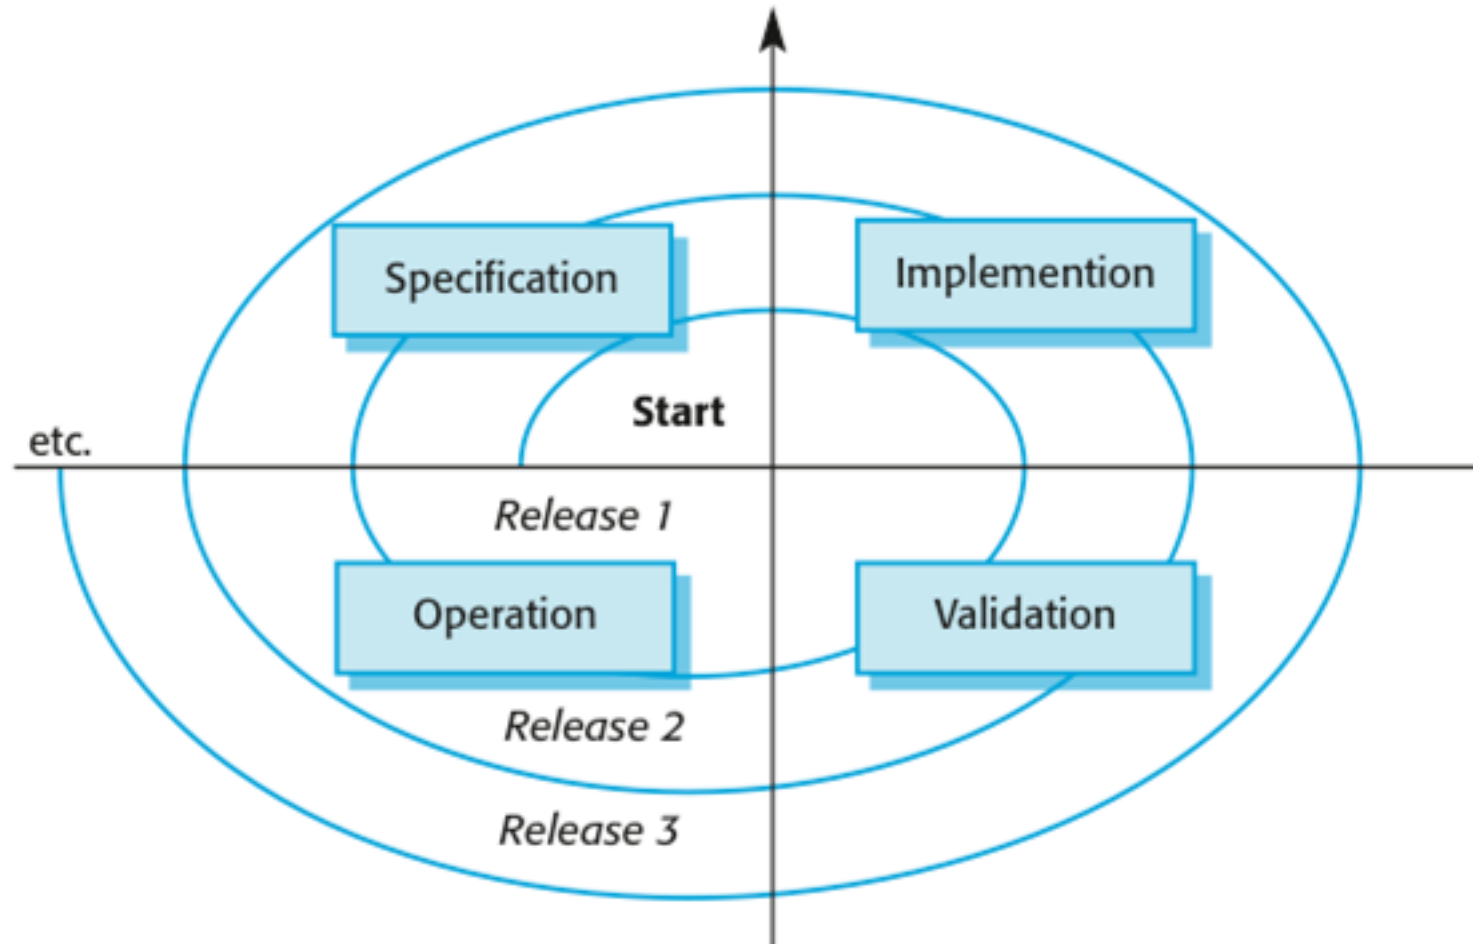 Specification
Implemention
Start
etc.
Release 1
Operation
Validation
Release 2
Release 3